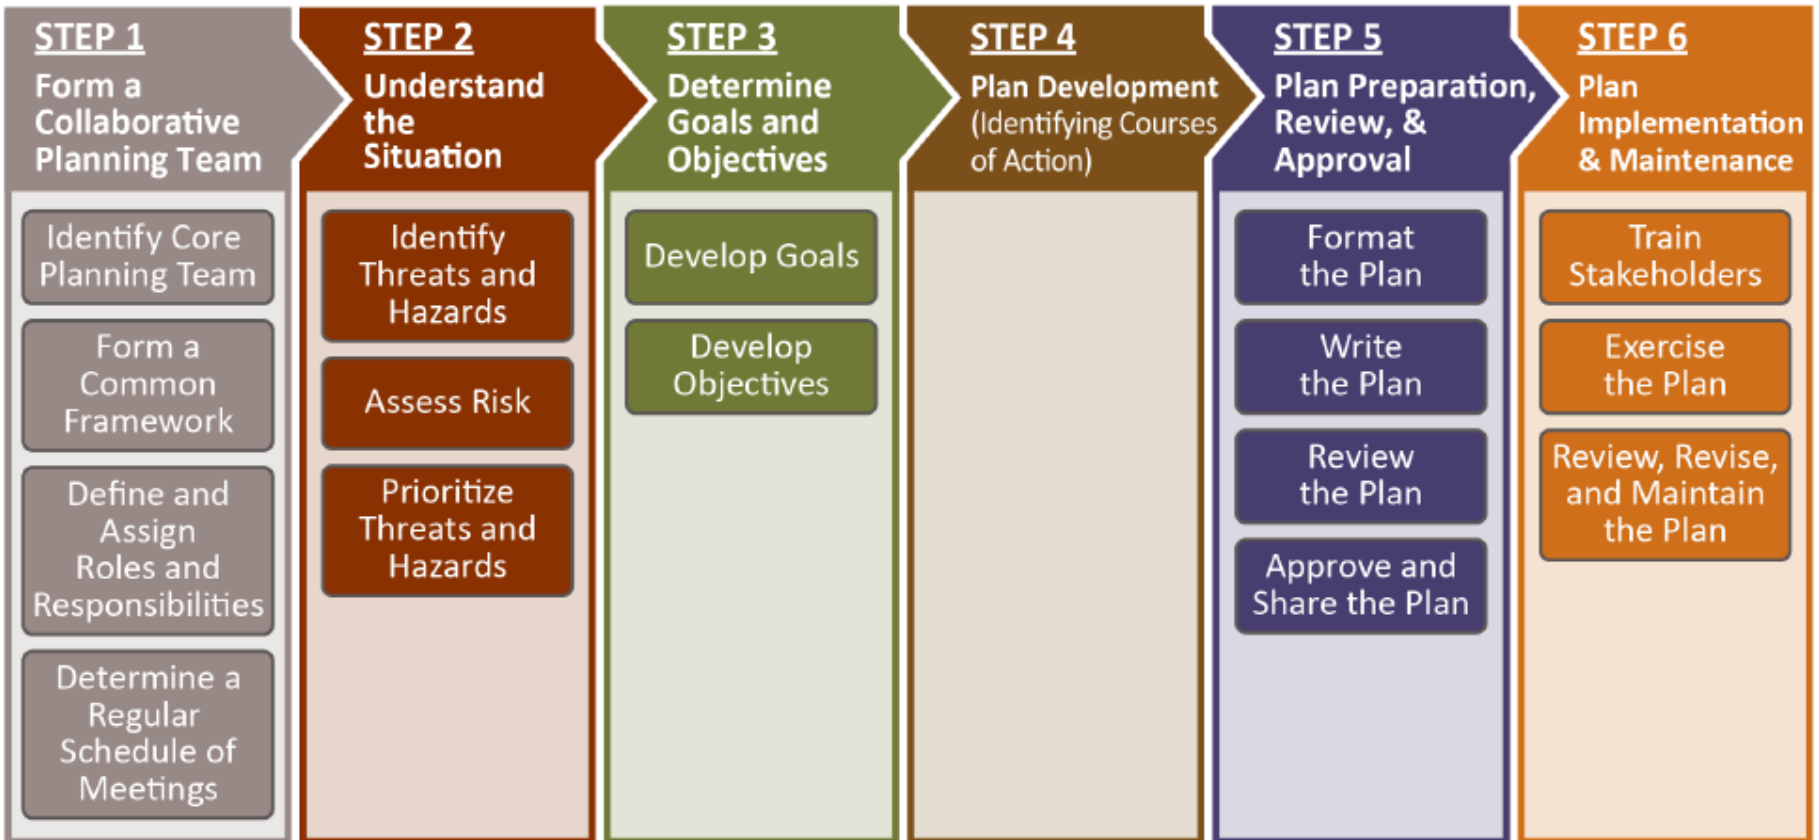 STEP 1
Form a
Collaborative
Planning Team
Identify Core
Planning Team
Form a
Common
Framework
Define and
Assign
Roles and
Responsibilities
Determine a
Regular
Schedule of
Meetings
STEP 2
Understand
the
Situation
Identify
Threats and
Hazards
Assess Risk
Prioritize
Threats and
Hazards
STEP 3
Determine
Goals and
Objectives
Develop Goals
Develop
Objectives
STEP 4
Plan Development
(Identifying Courses
of Action)
STEP 5
Plan Preparation,
Review, &
Approval
Format
the Plan
Write
the Plan
Review
the Plan
Approve and
Share the Plan
STEP 6
Plan
Implementation
& Maintenance
Train
Stakeholders
Exercise
the Plan
Review, Revise,
and Maintain
the Plan